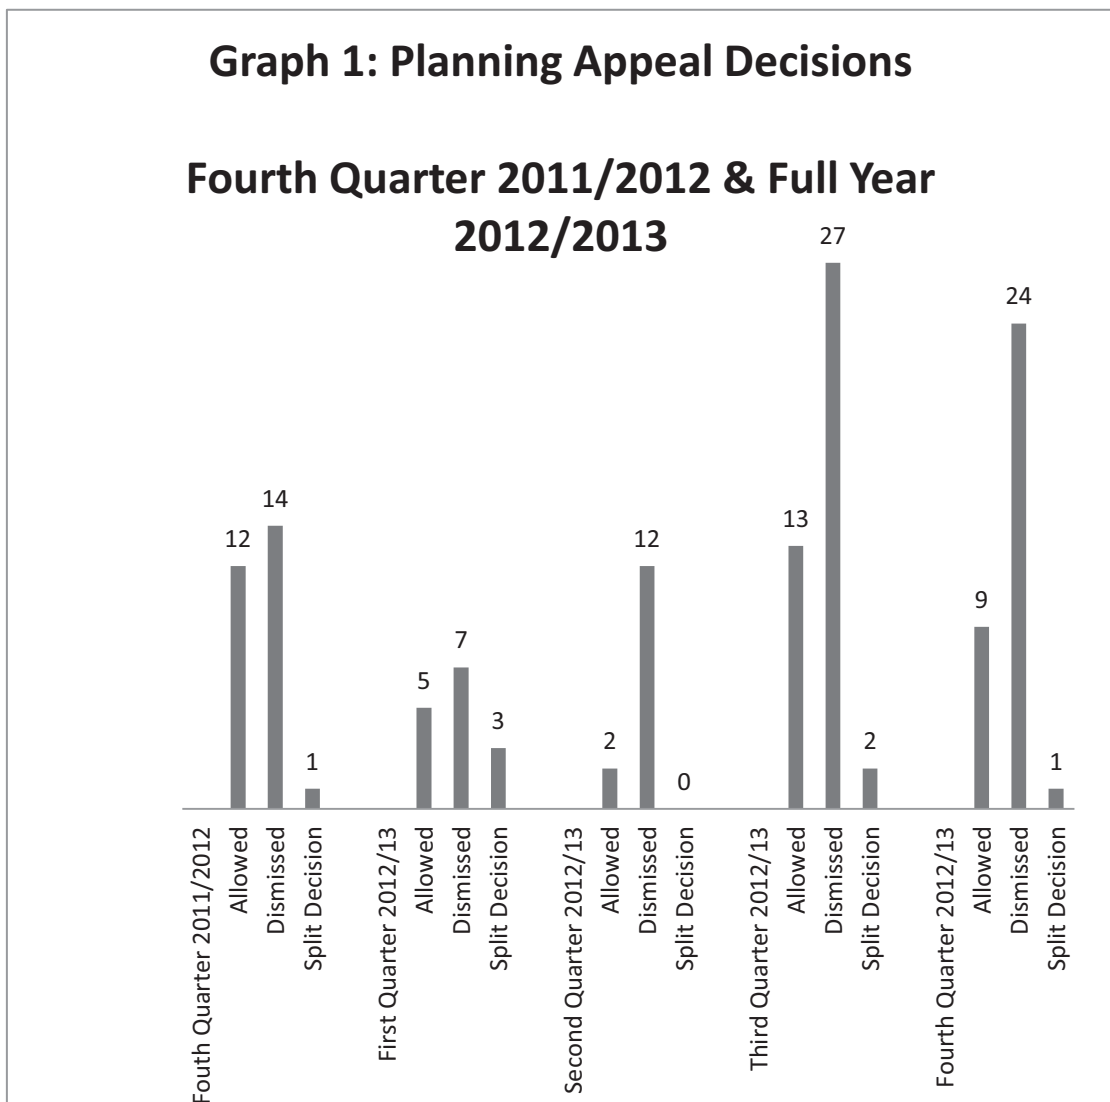 Graph 1: Planning Appeal Decisions
Fourth Quarter 2011/2012 & Full Year
2012/2013
12
14
1
5
7
3
2
12
0
13
27
2
9
24
1
Fouth Quarter 2011/2012
Allowed
Dismissed
Split Decision
First Quarter 2012/13
Allowed
Dismissed
Split Decision
Second Quarter 2012/13
Allowed
Dismissed
Split Decision
Third Quarter 2012/13
Allowed
Dismissed
Split Decision
Fourth Quarter 2012/13
Allowed
Dismissed
Split Decision